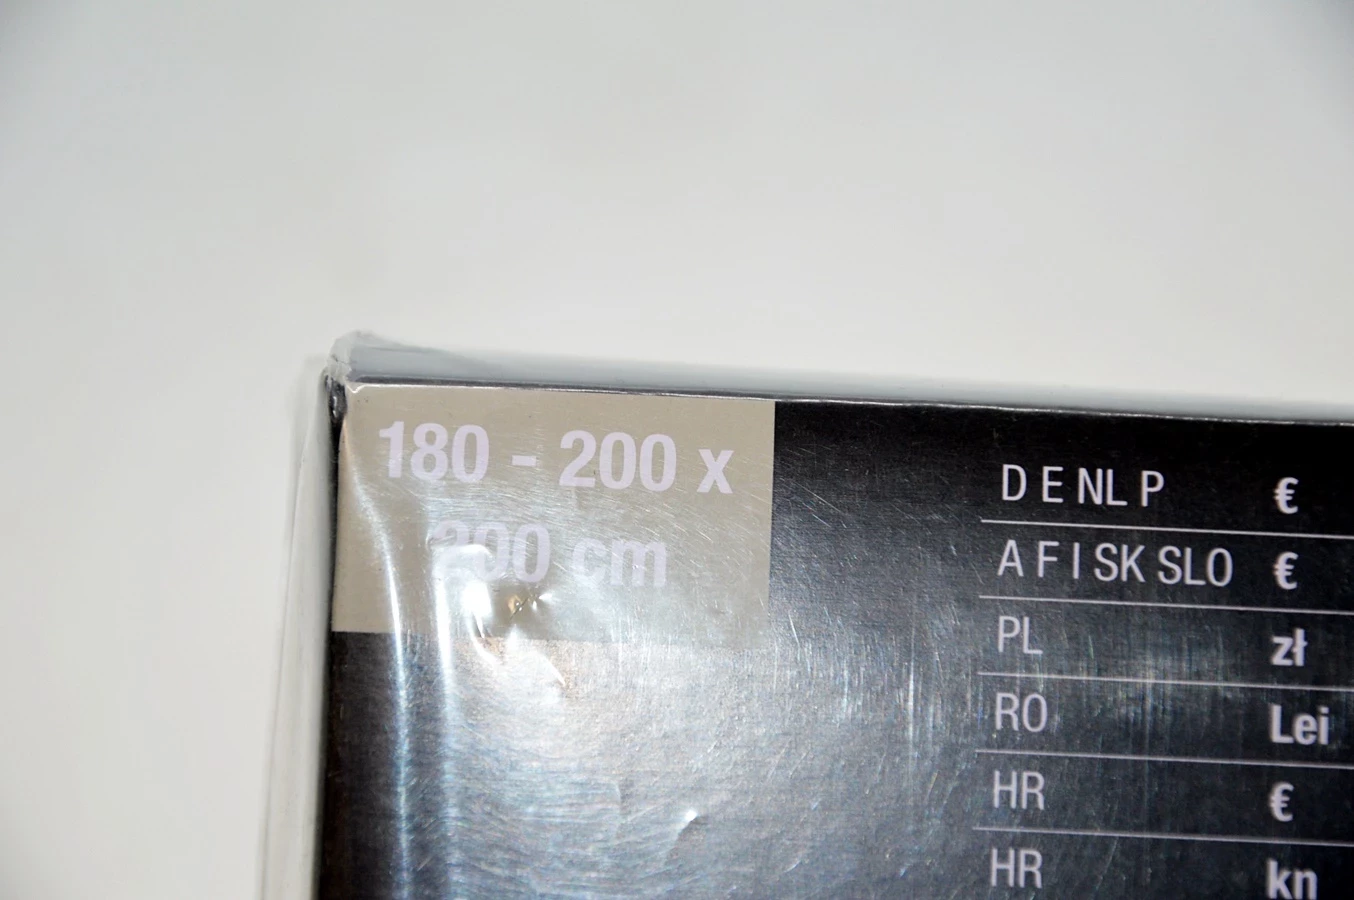 180 - 200 x
200 cm
D E NL P €
A F I SK SLO €
PL zł
RO Lei
HR €
HR kn